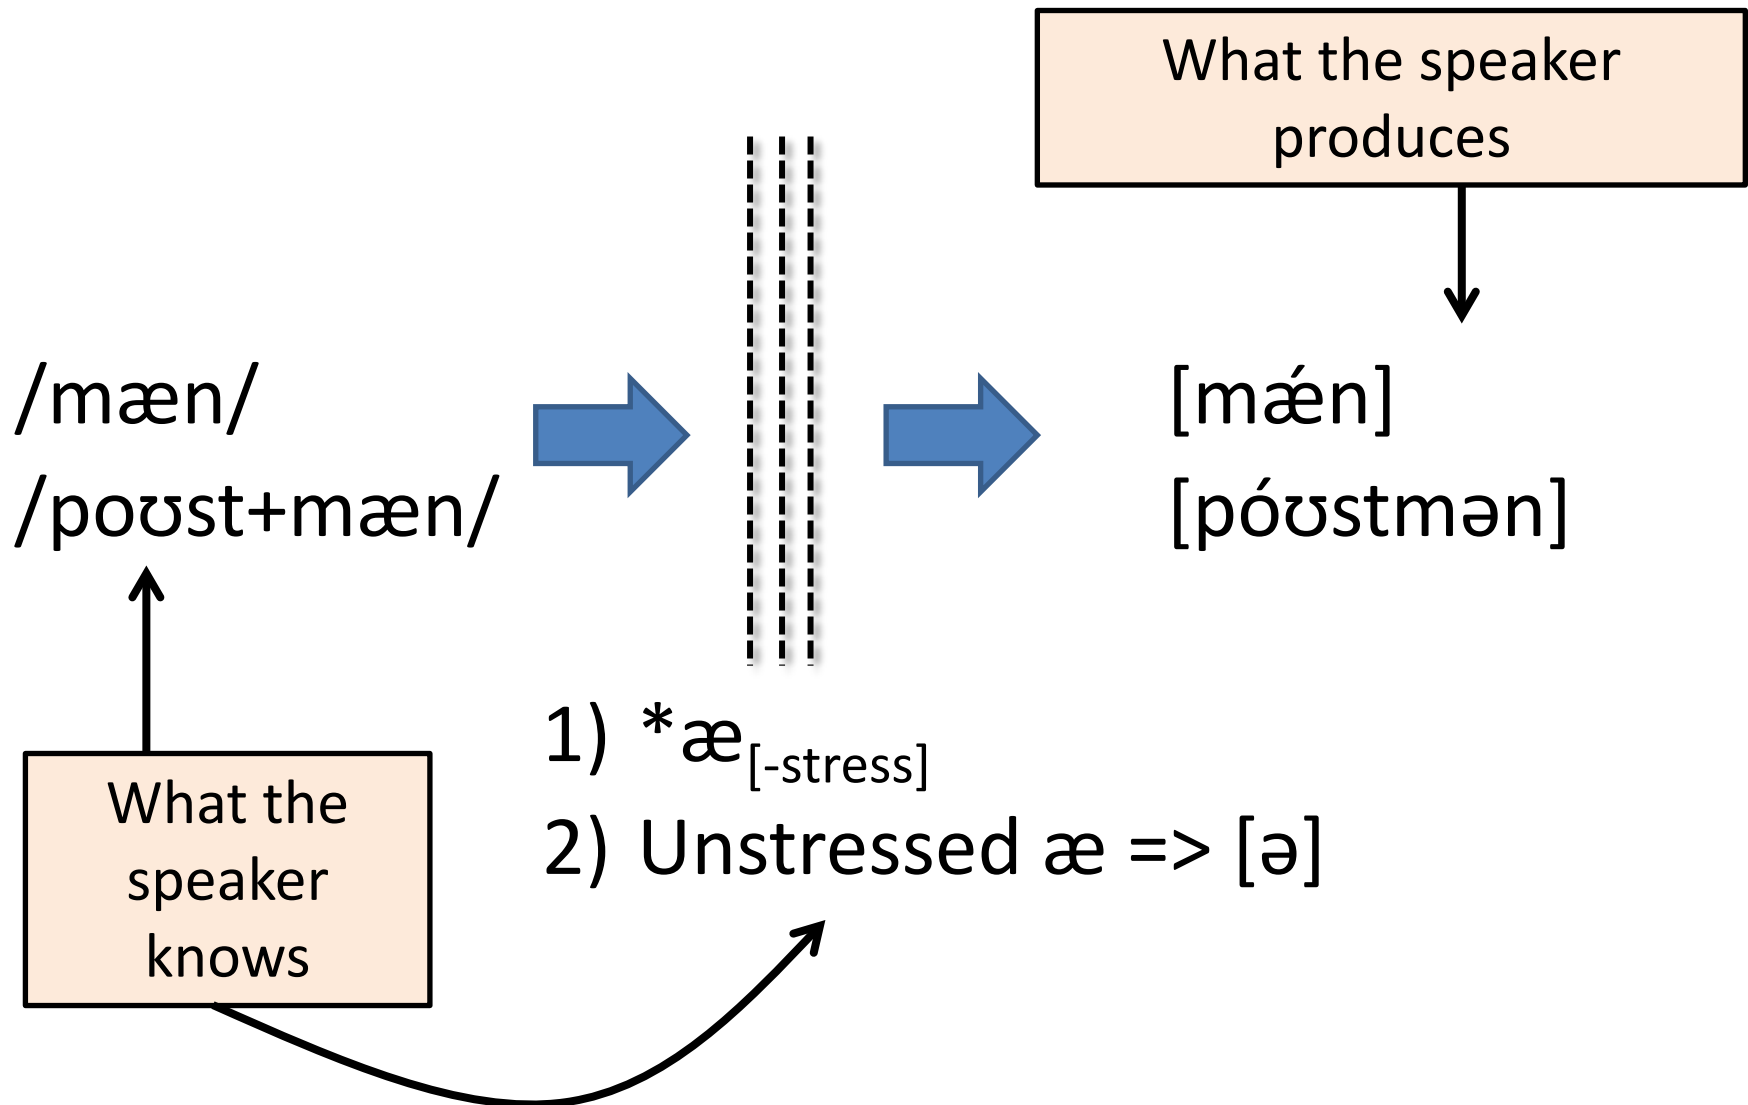 What the speaker
produces
/mæn/
[mǽn]
/poʊst+mæn/
[póʊstmən]
1) *æ[-stress]
2) Unstressed æ => [ə]
What the
speaker
knows